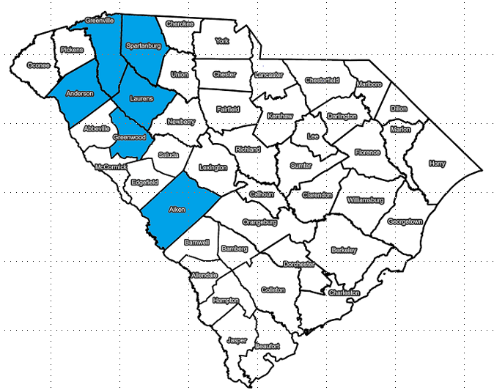 Greenville
Cherokee
Spartanburg
York
Oconee
Pickens
Union
Chester
Lancaster
Chesterfield
Marlboro
Anderson
Laurens
Fairfield
Kershaw
Darlington
Dillon
Abbeville
Greenwood
Newberry
Lee
Marion
McCormick
Saluda
Lexington
Richland
Sumter
Florence
Horry
Edgefield
Calhoun
Clarendon
Williamsburg
Aiken
Orangeburg
Georgetown
Barnwell
Bamberg
Berkeley
Allendale
Dorchester
Hampton
Colleton
Charleston
Jasper
Beaufort